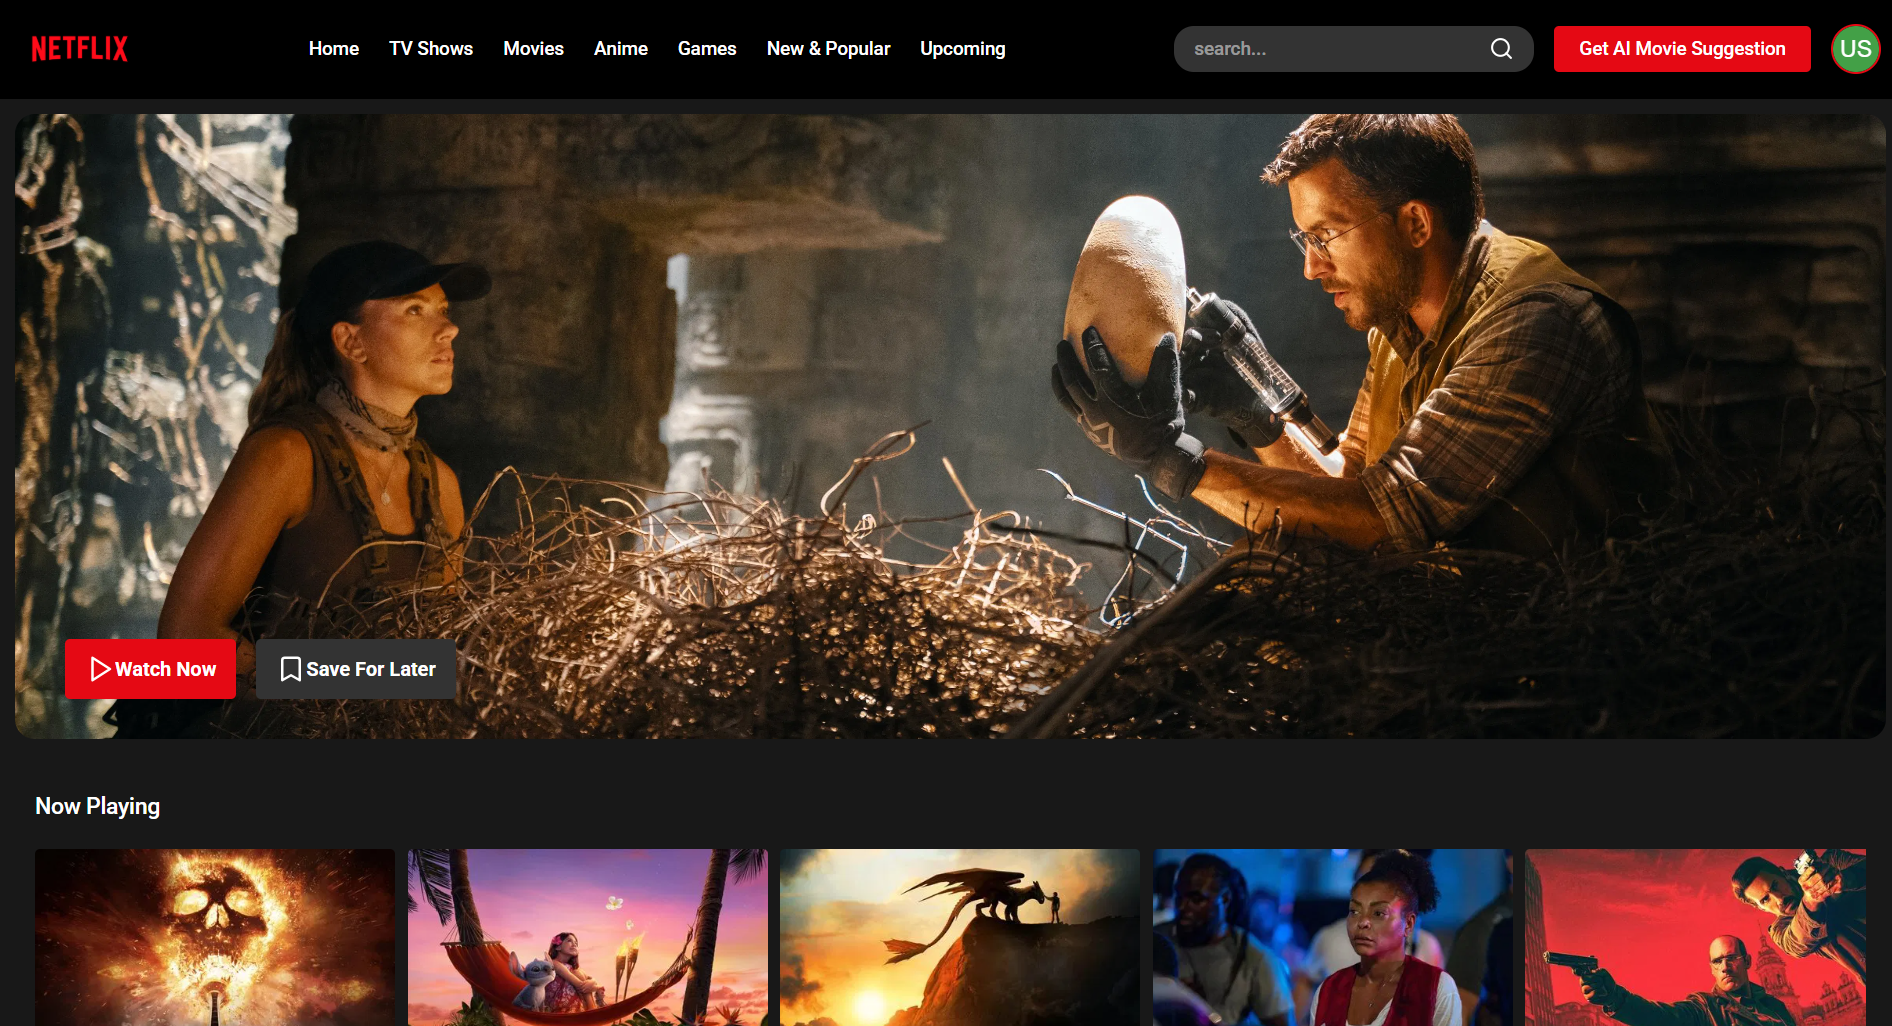 NETFLIX
Home TV Shows Movies Anime Games New & Popular Upcoming
search...
Get AI Movie Suggestion
US
Watch Now
Save For Later
Now Playing